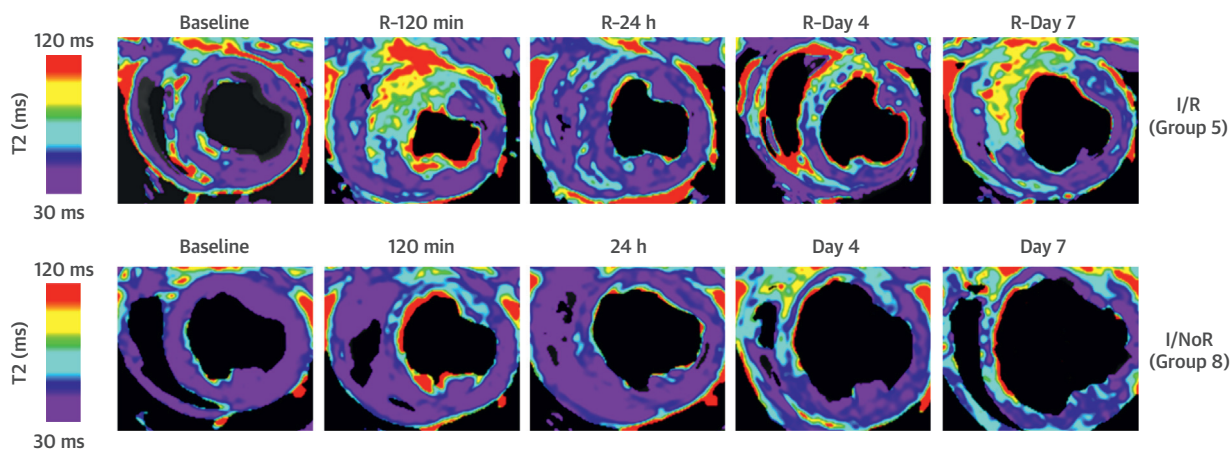 Baseline R-120 min R-24 h R-Day 4 R-Day 7
120 ms
T2 (ms)
30 ms
I/R
(Group 5)
Baseline 120 min 24 h Day 4 Day 7
120 ms
T2 (ms)
30 ms
I/NoR
(Group 8)